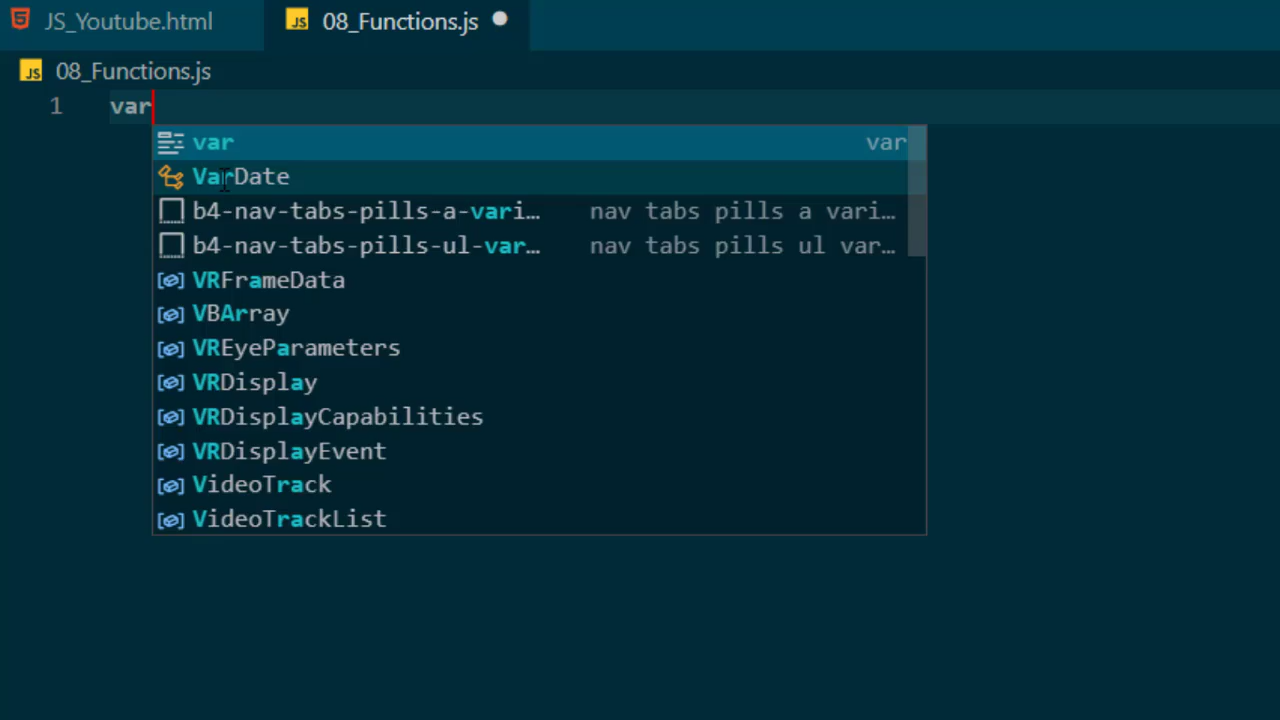 JS_Youtube.html
JS 08_Functions.js
JS 08_Functions.js
1 var
var var
VarDate
b4-nav-tabs-pills-a-vari… nav tabs pills a vari…
b4-nav-tabs-pills-ul-var… nav tabs pills ul var…
VRFrameData
VBArray
VREyeParameters
VRDisplay
VRDisplayCapabilities
VRDisplayEvent
VideoTrack
VideoTrackList